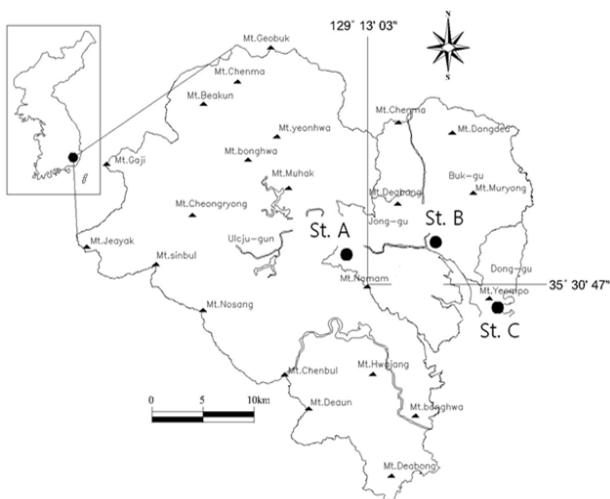 129° 13' 03"
N
S
Mt.Geobuk
Mt.Chenma
Mt.Beakun
Mt.Chenma
Mt.Dongdea
Mt.yeonhwa
Mt.Gaji
Mt.bonghwa
Mt.Muhak
Buk-gu
Mt.Muryong
Mt.Deabang
Mt.Cheongryong
Jong-gu
St. B
Ulcju-gun
St. A
Mt.Jeayak
Mt.sinbul
Dong-gu
Mt.Namam
35° 30' 47"
Mt.Yeompo
St. C
Mt.Nosang
Mt.Chenbul
Mt.Hwajang
0 5 10km
Mt.Deaun
Mt.bonghwa
Mt.Deabong